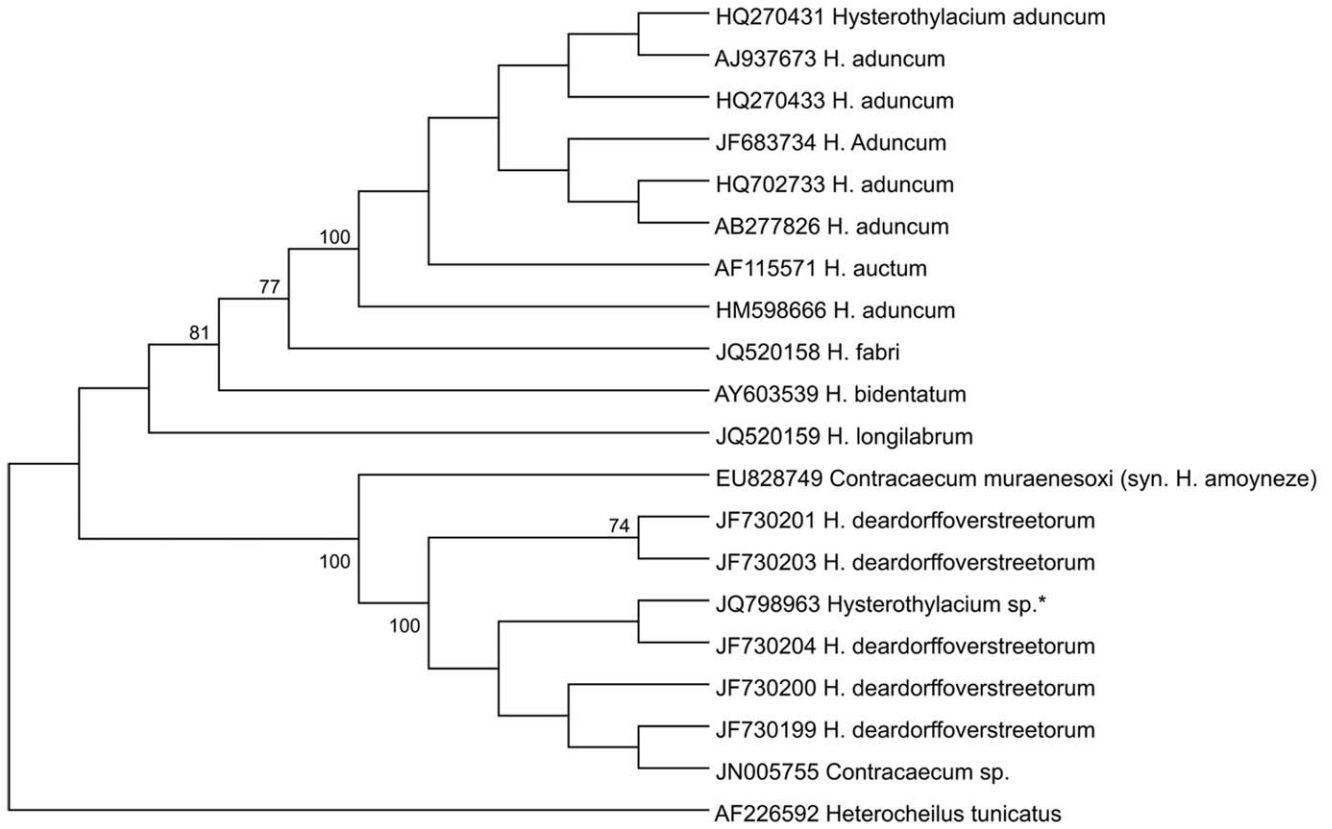 HQ270431 Hysterothylacium aduncum
AJ937673 H. aduncum
HQ270433 H. aduncum
JF683734 H. Aduncum
HQ702733 H. aduncum
AB277826 H. aduncum
100
AF115571 H. auctum
77
HM598666 H. aduncum
81
JQ520158 H. fabri
AY603539 H. bidentatum
JQ520159 H. longilabrum
EU828749 Contracaecum muraenesoxi (syn. H. amoyneze)
74
JF730201 H. deardorffoverstreetorum
100
JF730203 H. deardorffoverstreetorum
JQ798963 Hysterothylacium sp.*
100
JF730204 H. deardorffoverstreetorum
JF730200 H. deardorffoverstreetorum
JF730199 H. deardorffoverstreetorum
JN005755 Contracaecum sp.
AF226592 Heterocheilus tunicatus